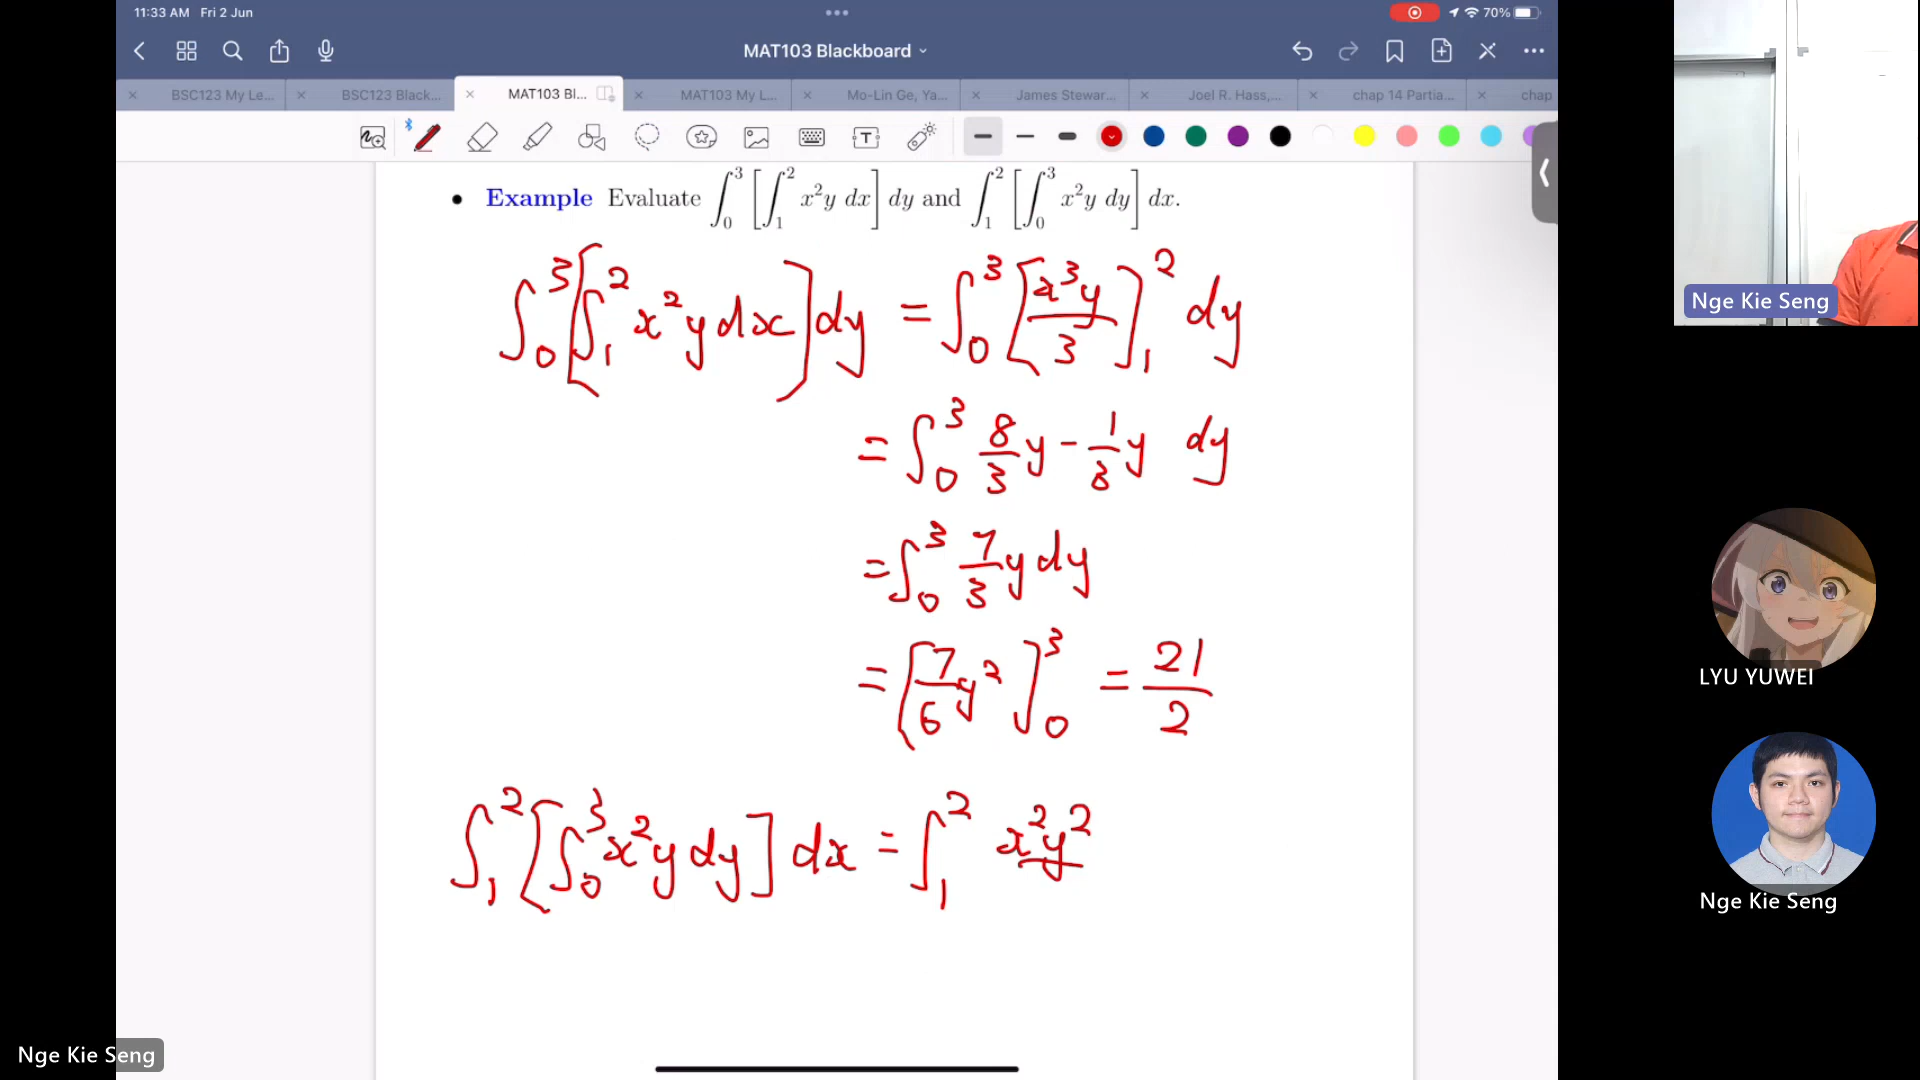 11:33 AM Fri 2 Jun
70%
MAT103 Blackboard
BSC123 My Le... BSC123 Black... MAT103 Bl... MAT103 My L... Mo-Lin Ge, Ya... James Stewar... Joel R. Hass,... chap 14 Partia... chap
• Example Evaluate ∫₀³ [∫₁² x²y dx] dy and ∫₁² [∫₀³ x²y dy] dx.
∫₀³ [∫₁² x²y dx] dy = ∫₀³ [x³y/3]₁² dy
= ∫₀³ 8/3 y - 1/3 y dy
= ∫₀³ 7/3 y dy
= [7/6 y²]₀³ = 21/2
∫₁² [∫₀³ x²y dy] dx = ∫₁² x²y²
Nge Kie Seng
LYU YUWEI
Nge Kie Seng
Nge Kie Seng